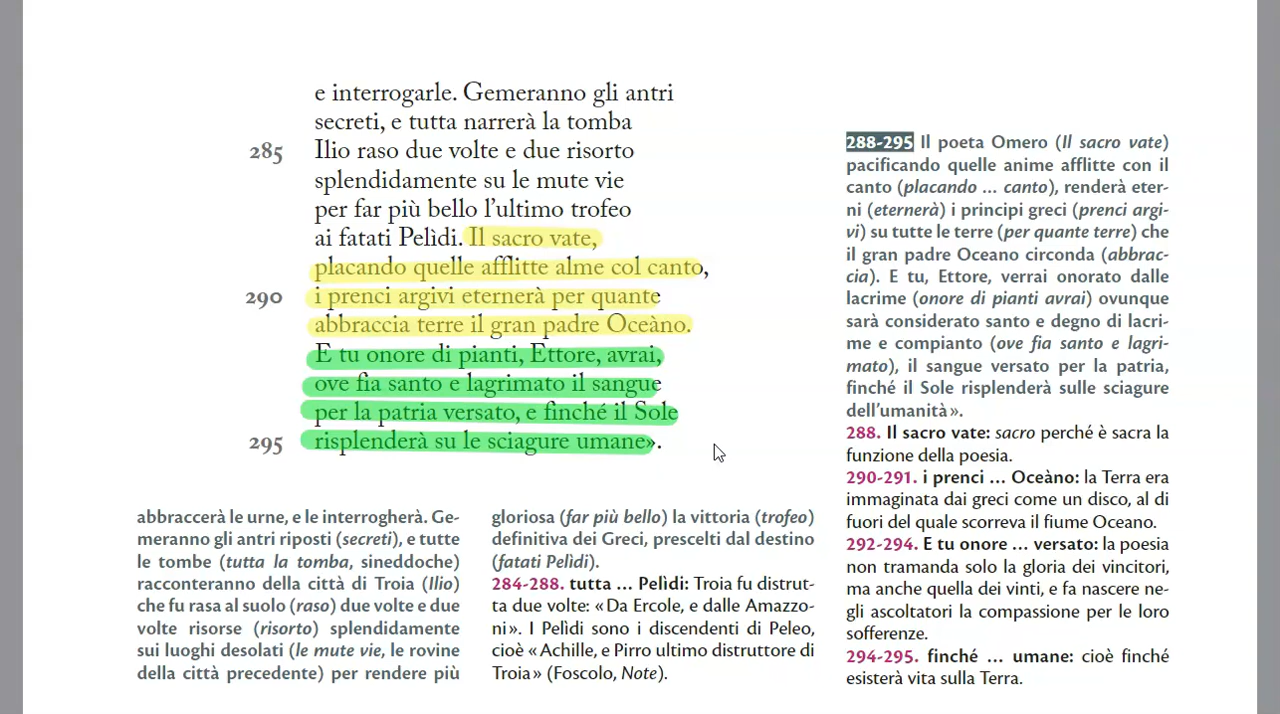 e interrogarle. Gemeranno gli antri
secreti, e tutta narrerà la tomba
285 Ilio raso due volte e due risorto
splendidamente su le mute vie
per far più bello l'ultimo trofeo
ai fatati Pelìdi. Il sacro vate,
placando quelle afflitte alme col canto,
290 i prenci argivi eternerà per quante
abbraccia terre il gran padre Oceàno.
E tu onore di pianti, Ettore, avrai,
ove fia santo e lagrimato il sangue
per la patria versato, e finché il Sole
295 risplenderà su le sciagure umane».
abbraccerà le urne, e le interrogherà. Ge-
meranno gli antri riposti (secreti), e tutte
le tombe (tutta la tomba, sineddoche)
racconteranno della città di Troia (Ilio)
che fu rasa al suolo (raso) due volte e due
volte risorse (risorto) splendidamente
sui luoghi desolati (le mute vie, le rovine
della città precedente) per rendere più
gloriosa (far più bello) la vittoria (trofeo)
definitiva dei Greci, prescelti dal destino
(fatati Pelìdi).
284-288. tutta ... Pelìdi: Troia fu distrut-
ta due volte: «Da Ercole, e dalle Amazzo-
ni». I Pelìdi sono i discendenti di Peleo,
cioè «Achille, e Pirro ultimo distruttore di
Troia» (Foscolo, Note).
288-295 Il poeta Omero (Il sacro vate)
pacificando quelle anime afflitte con il
canto (placando ... canto), renderà eter-
ni (eternerà) i principi greci (prenci argi-
vi) su tutte le terre (per quante terre) che
il gran padre Oceano circonda (abbrac-
cia). E tu, Ettore, verrai onorato dalle
lacrime (onore di pianti avrai) ovunque
sarà considerato santo e degno di lacri-
me e compianto (ove fia santo e lagri-
mato), il sangue versato per la patria,
finché il Sole risplenderà sulle sciagure
dell'umanità».
288. Il sacro vate: sacro perché è sacra la
funzione della poesia.
290-291. i prenci ... Oceàno: la Terra era
immaginata dai greci come un disco, al di
fuori del quale scorreva il fiume Oceano.
292-294. E tu onore ... versato: la poesia
non tramanda solo la gloria dei vincitori,
ma anche quella dei vinti, e fa nascere ne-
gli ascoltatori la compassione per le loro
sofferenze.
294-295. finché ... umane: cioè finché
esisterà vita sulla Terra.